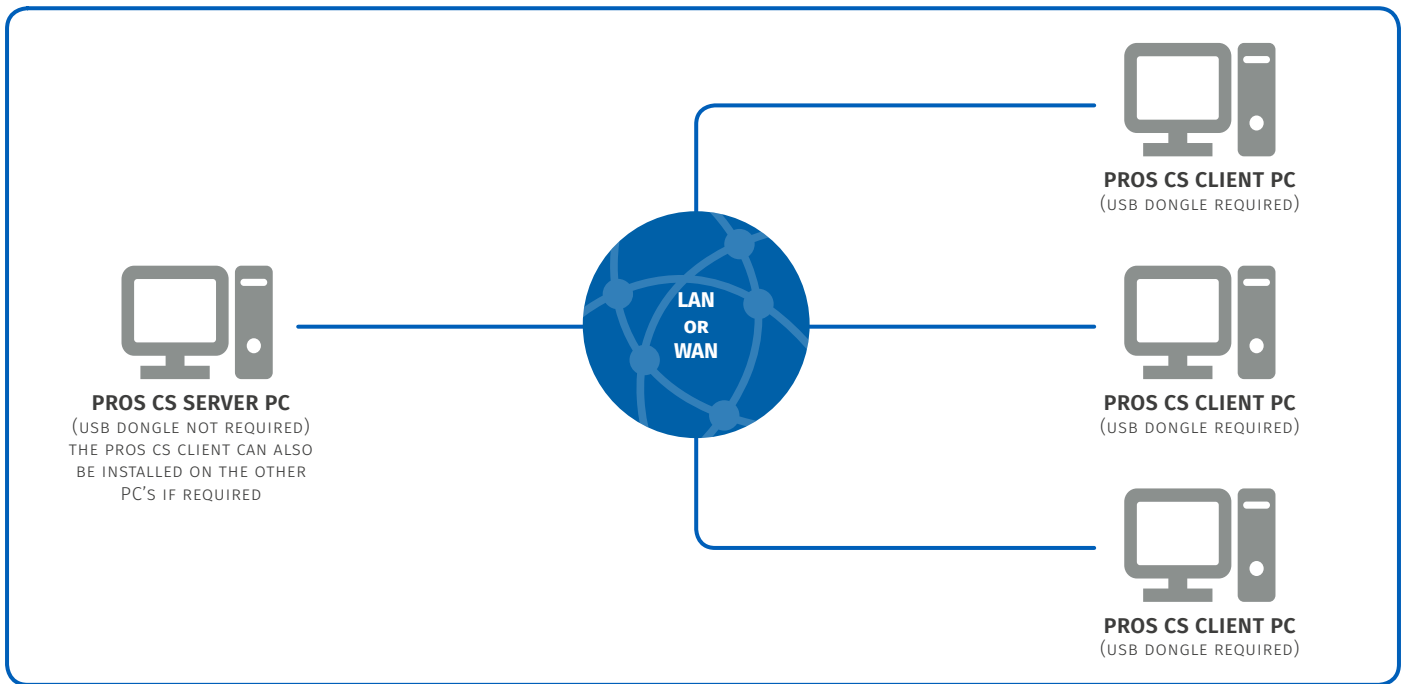 PROS CS CLIENT PC
(USB DONGLE REQUIRED)
LAN
OR
WAN
PROS CS SERVER PC
(USB DONGLE NOT REQUIRED)
THE PROS CS CLIENT CAN ALSO
BE INSTALLED ON THE OTHER
PC'S IF REQUIRED
PROS CS CLIENT PC
(USB DONGLE REQUIRED)
PROS CS CLIENT PC
(USB DONGLE REQUIRED)